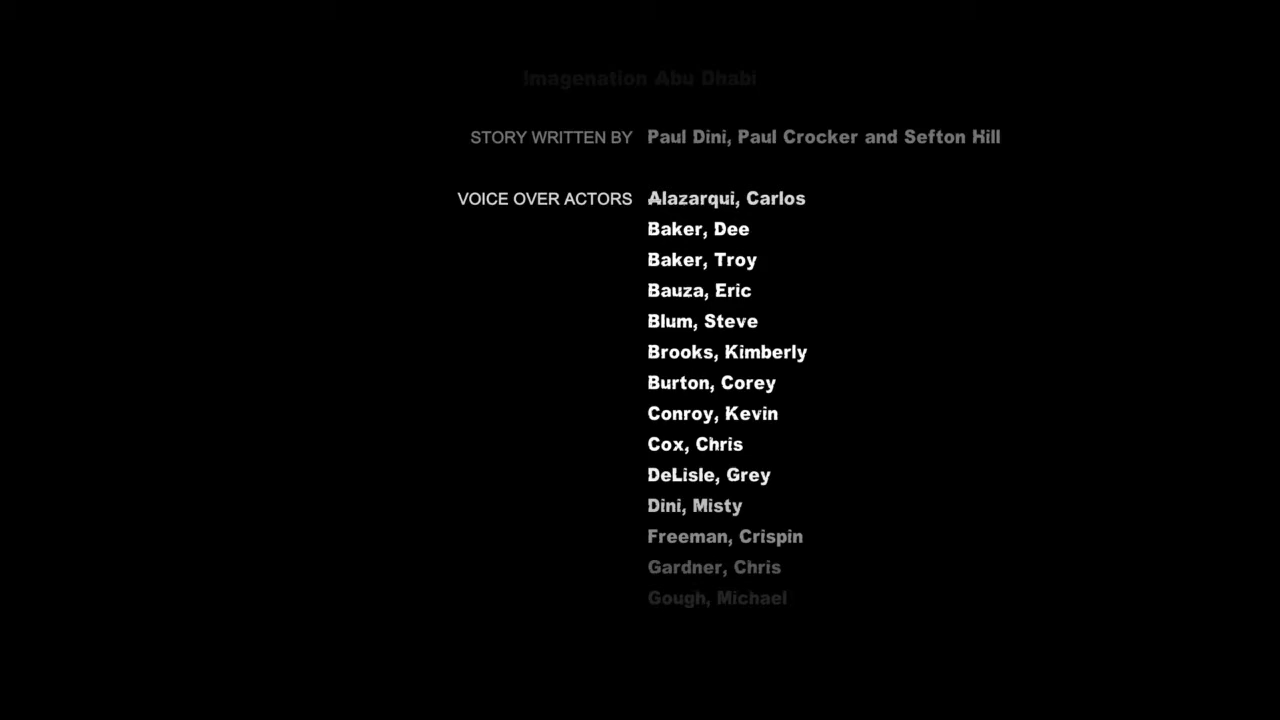 Imagenation Abu Dhabi
STORY WRITTEN BY Paul Dini, Paul Crocker and Sefton Hill
VOICE OVER ACTORS Alazarqui, Carlos
Baker, Dee
Baker, Troy
Bauza, Eric
Blum, Steve
Brooks, Kimberly
Burton, Corey
Conroy, Kevin
Cox, Chris
DeLisle, Grey
Dini, Misty
Freeman, Crispin
Gardner, Chris
Gough, Michael